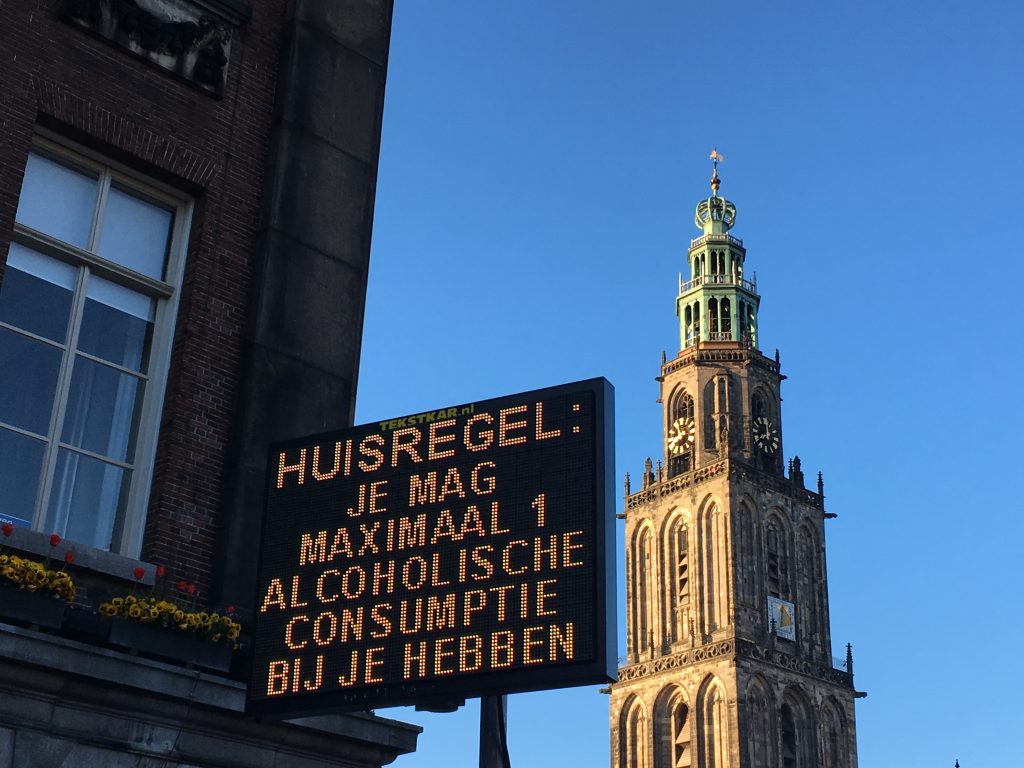 TEKSTKAR.nl
HUISREGEL:
JE MAG
MAXIMAAL 1
ALCOHOLISCHE
CONSUMPTIE
BIJ JE HEBBEN